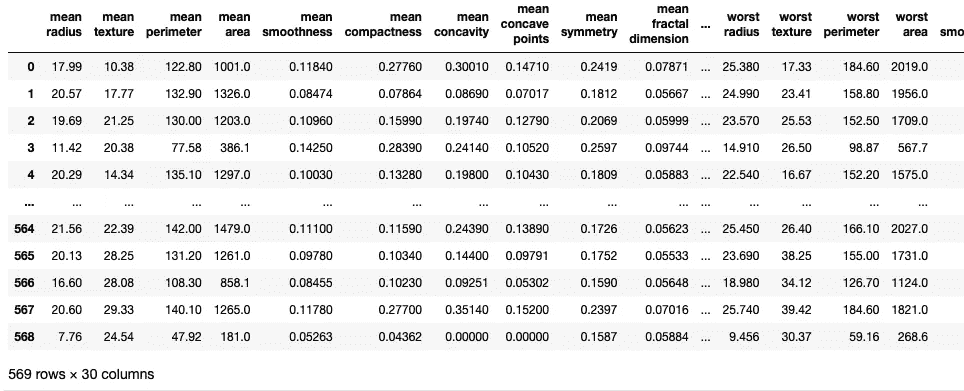 mean radius mean texture mean perimeter mean area mean smoothness mean compactness mean concavity mean concave points mean symmetry mean fractal dimension ... worst radius worst texture worst perimeter worst area smo
0 17.99 10.38 122.80 1001.0 0.11840 0.27760 0.30010 0.14710 0.2419 0.07871 ... 25.380 17.33 184.60 2019.0
1 20.57 17.77 132.90 1326.0 0.08474 0.07864 0.08690 0.07017 0.1812 0.05667 ... 24.990 23.41 158.80 1956.0
2 19.69 21.25 130.00 1203.0 0.10960 0.15990 0.19740 0.12790 0.2069 0.05999 ... 23.570 25.53 152.50 1709.0
3 11.42 20.38 77.58 386.1 0.14250 0.28390 0.24140 0.10520 0.2597 0.09744 ... 14.910 26.50 98.87 567.7
4 20.29 14.34 135.10 1297.0 0.10030 0.13280 0.19800 0.10430 0.1809 0.05883 ... 22.540 16.67 152.20 1575.0
... ... ... ... ... ... ... ... ... ... ... ... ... ... ... ...
564 21.56 22.39 142.00 1479.0 0.11100 0.11590 0.24390 0.13890 0.1726 0.05623 ... 25.450 26.40 166.10 2027.0
565 20.13 28.25 131.20 1261.0 0.09780 0.10340 0.14400 0.09791 0.1752 0.05533 ... 23.690 38.25 155.00 1731.0
566 16.60 28.08 108.30 858.1 0.08455 0.10230 0.09251 0.05302 0.1590 0.05648 ... 18.980 34.12 126.70 1124.0
567 20.60 29.33 140.10 1265.0 0.11780 0.27700 0.35140 0.15200 0.2397 0.07016 ... 25.740 39.42 184.60 1821.0
568 7.76 24.54 47.92 181.0 0.05263 0.04362 0.00000 0.00000 0.1587 0.05884 ... 9.456 30.37 59.16 268.6
569 rows × 30 columns